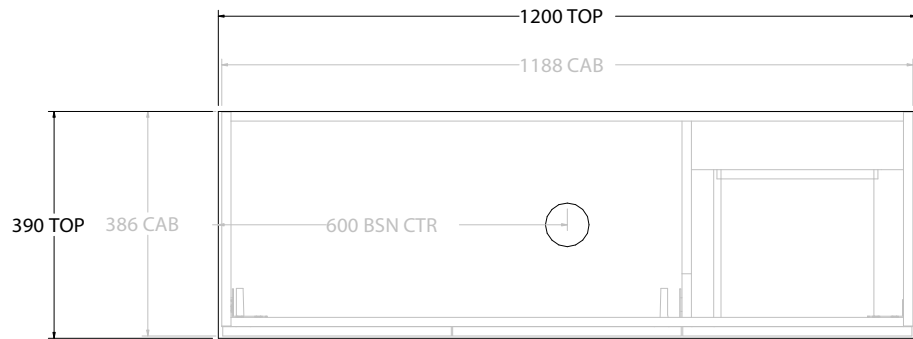 1200 TOP
1188 CAB
390 TOP
386 CAB
600 BSN CTR